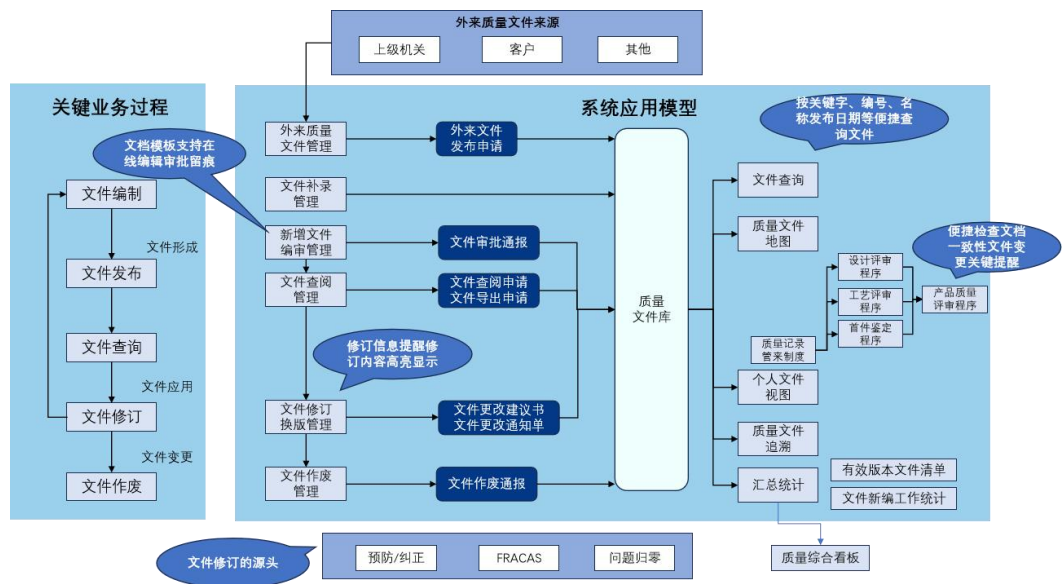 外来质量文件来源
上级机关
客户
其他
关键业务过程
文档模板支持在
线编辑审批留痕
文件编制
文件形成
文件发布
文件查询
文件应用
文件修订
文件变更
文件作废
系统应用模型
外来质量
文件管理
外来文件
发布申请
文件补录
管理
新增文件
编审管理
文件审批通报
文件查阅
管理
文件查阅申请
文件导出申请
修订信息提醒修
订内容高亮显示
文件修订
换版管理
文件更改建议书
文件更改通知单
文件作废
管理
文件作废通报
质量
文件库
按关键字、编号、名
称发布日期等便捷查
询文件
文件查询
质量文件
地图
便捷检查文档
一致性文件变
更关键提醒
设计评审
程序
工艺评审
程序
首件鉴定
程序
产品质量
评审程序
质量记录
管来制度
个人文件
视图
质量文件
追溯
汇总统计
有效版本文件清单
文件新编工作统计
质量综合看板
文件修订的源头
预防/纠正
FRACAS
问题归零